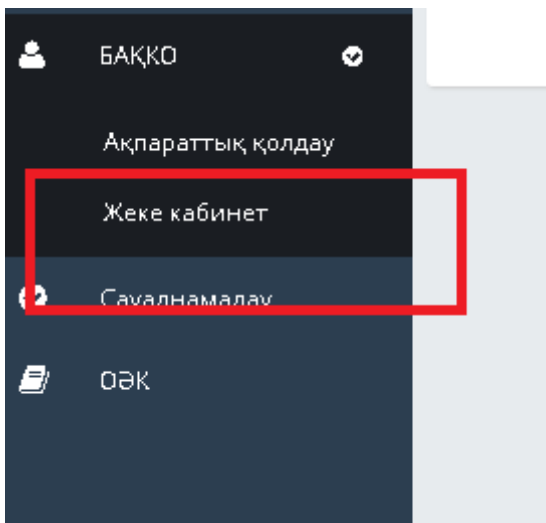 БАҚКО
Ақпараттық қолдау
Жеке кабинет
Сауалнамалау
ОӘК